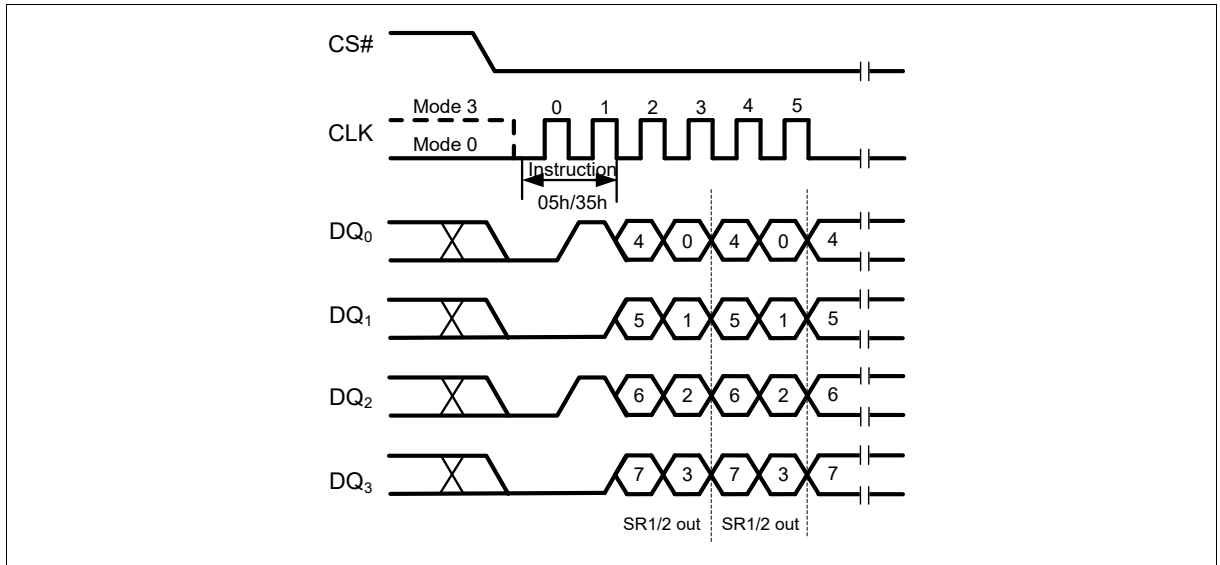 CS#
Mode 3 0 1 2 3 4 5
CLK
Mode 0
Instruction
05h/35h
DQ0 4 0 4 0 4
DQ1 5 1 5 1 5
DQ2 6 2 6 2 6
DQ3 7 3 7 3 7
SR1/2 out SR1/2 out